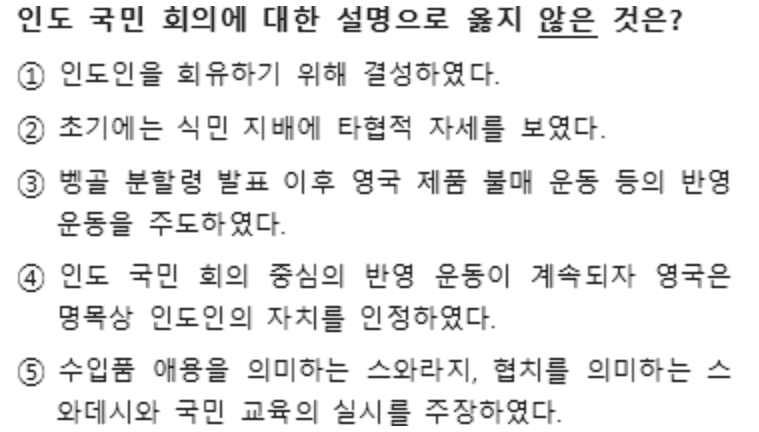 인도 국민 회의에 대한 설명으로 옳지 않은 것은?
① 인도인을 회유하기 위해 결성하였다.
② 초기에는 식민 지배에 타협적 자세를 보였다.
③ 벵골 분할령 발표 이후 영국 제품 불매 운동 등의 반영
운동을 주도하였다.
④ 인도 국민 회의 중심의 반영 운동이 계속되자 영국은
명목상 인도인의 자치를 인정하였다.
⑤ 수입품 애용을 의미하는 스와라지, 협치를 의미하는 스
와데시와 국민 교육의 실시를 주장하였다.